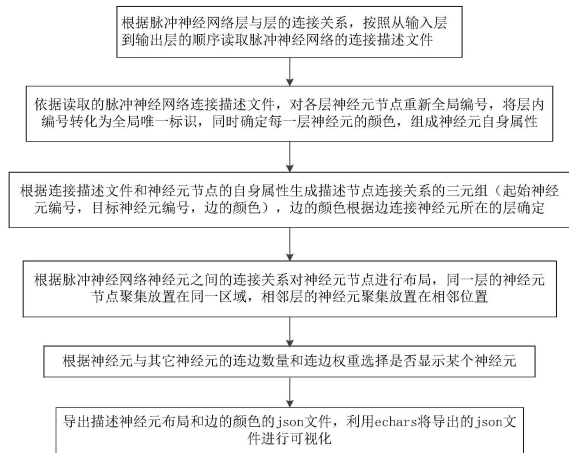 根据脉冲神经网络层与层的连接关系，按照从输入层
到输出层的顺序读取脉冲神经网络的连接描述文件
依据读取的脉冲神经网络连接描述文件，对各层神经元节点重新全局编号，将层内
编号转化为全局唯一标识，同时确定每一层神经元的颜色，组成神经元自身属性
根据连接描述文件和神经元节点的自身属性生成描述节点连接关系的三元组（起始神经
元编号，目标神经元编号，边的颜色），边的颜色根据边连接神经元所在的层确定
根据脉冲神经网络神经元之间的连接关系对神经元节点进行布局，同一层的神经元
节点聚集放置在同一区域，相邻层的神经元聚集放置在相邻位置
根据神经元与其它神经元的连边数量和连边权重选择是否显示某个神经元
导出描述神经元布局和边的颜色的json文件，利用echars将导出的json文
件进行可视化